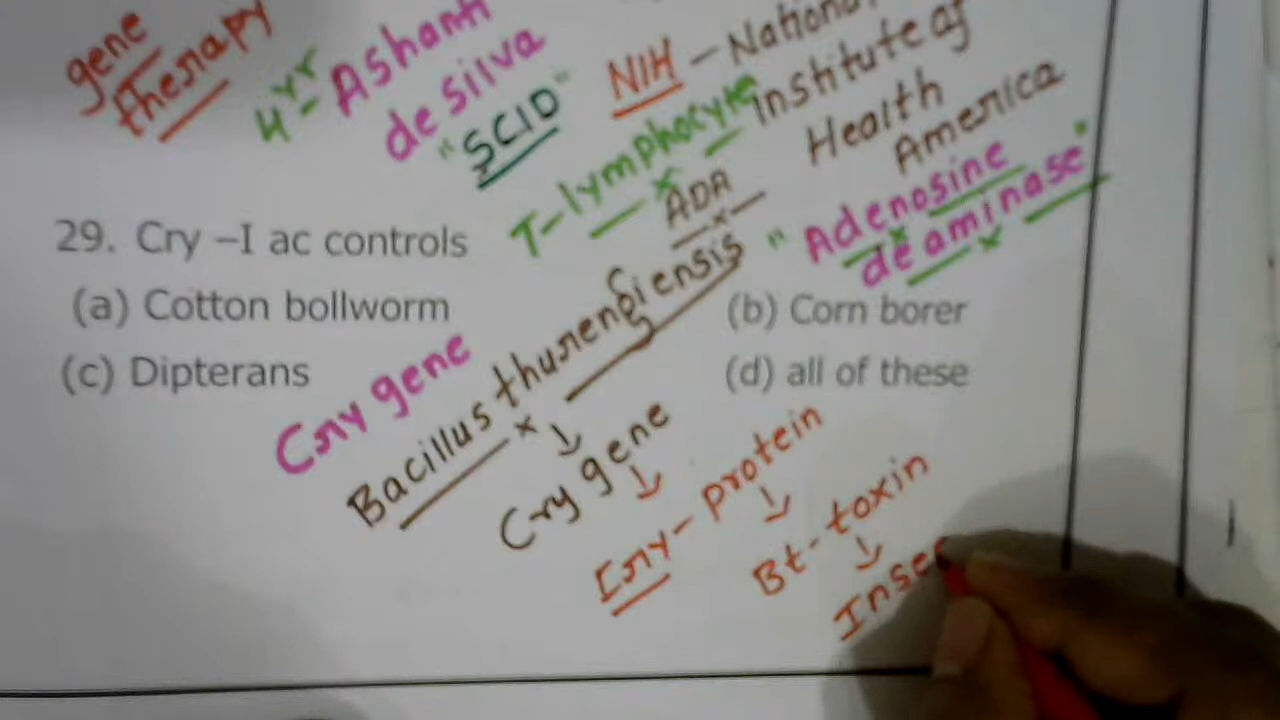 gene
therapy
4 yr - Ashanti
de silva
"SCID"
NIH - National
Institute of
Health
America
T-lymphocyte
ADA
"Adenosine
deaminase"
29. Cry –I ac controls
(a) Cotton bollworm
(b) Corn borer
(c) Dipterans
(d) all of these
Cry gene
Bacillus thurengiensis
Cry gene
Cry - protein
Bt - toxin
Inse